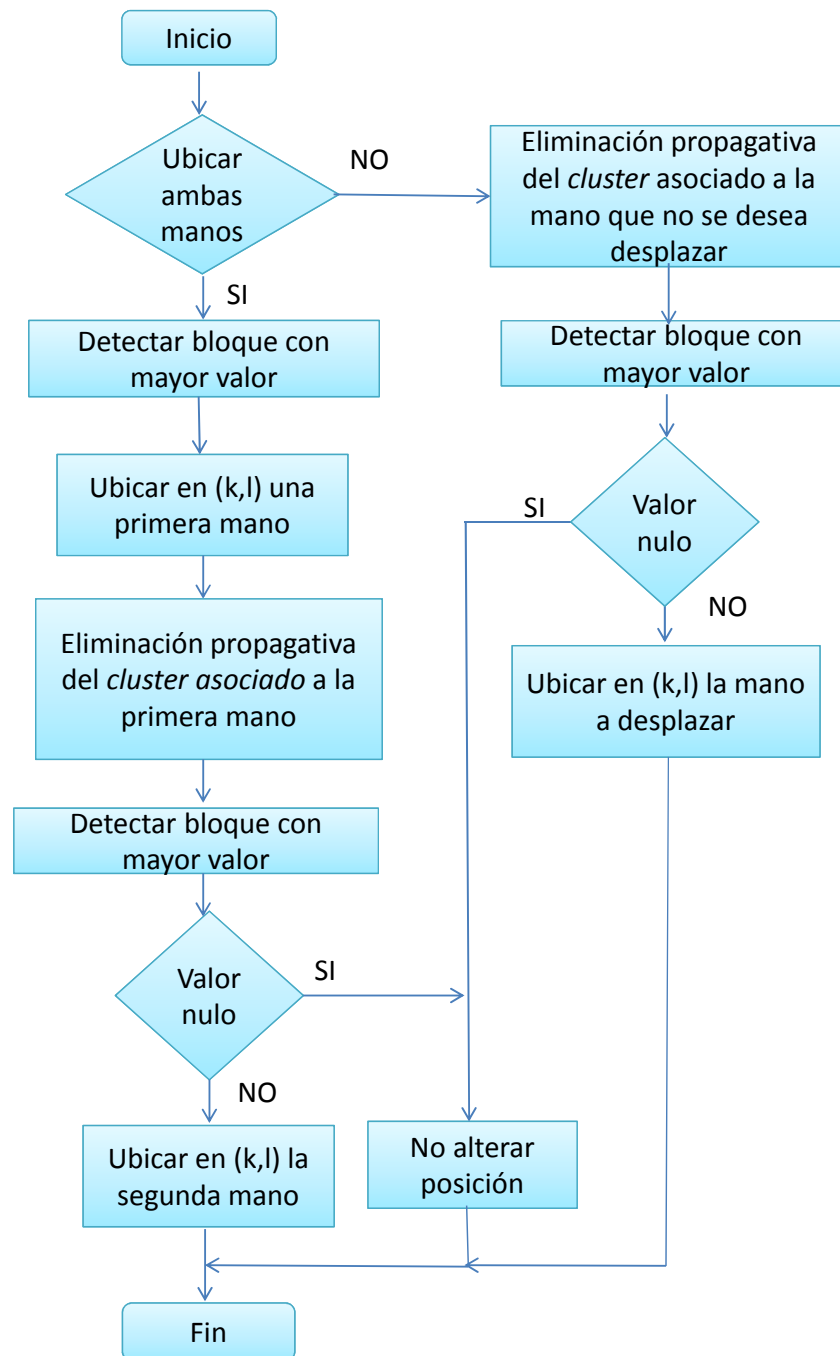 Inicio
Ubicar
ambas
manos
NO
SI
Eliminación propagativa
del cluster asociado a la
mano que no se desea
desplazar
Detectar bloque con
mayor valor
Valor
nulo
SI
NO
Ubicar en (k,l) la mano
a desplazar
Detectar bloque con
mayor valor
Ubicar en (k,l) una
primera mano
Eliminación propagativa
del cluster asociado a la
primera mano
Detectar bloque con
mayor valor
Valor
nulo
SI
NO
Ubicar en (k,l) la
segunda mano
No alterar
posición
Fin